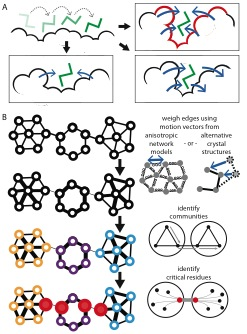 A
B
weigh edges using
motion vectors from
anisotropic
network
models
- or -
alternative
crystal
structures
identify
communities
identify
critical residues